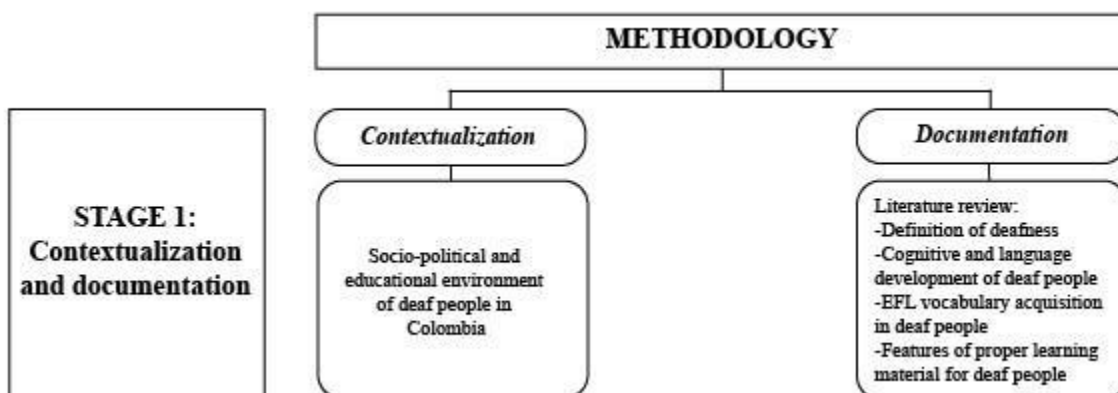 METHODOLOGY
Contextualization
Documentation
STAGE 1:
Contextualization
and documentation
Socio-political and
educational environment
of deaf people in
Colombia
Literature review:
-Definition of deafness
-Cognitive and language
development of deaf people
-EFL vocabulary acquisition
in deaf people
-Features of proper learning
material for deaf people